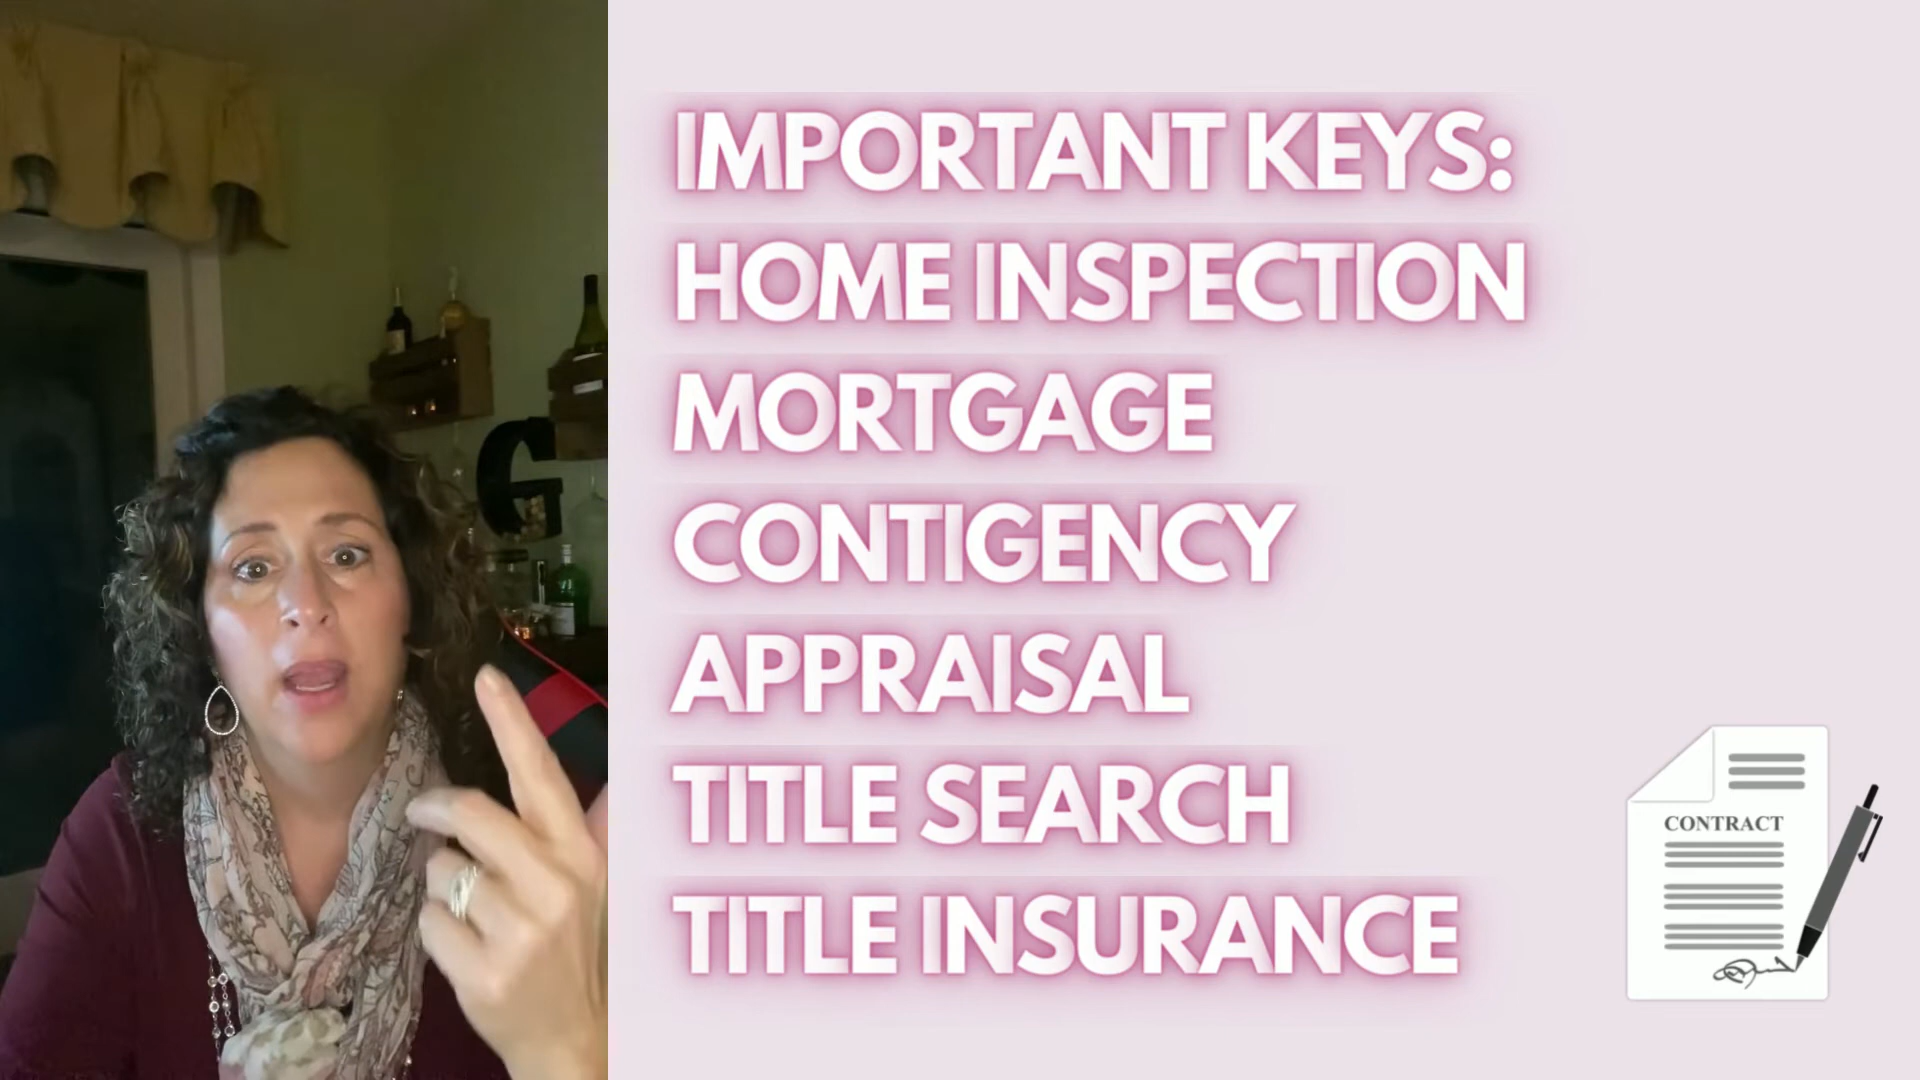 IMPORTANT KEYS:
HOME INSPECTION
MORTGAGE
CONTIGENCY
APPRAISAL
TITLE SEARCH
TITLE INSURANCE
CONTRACT
G